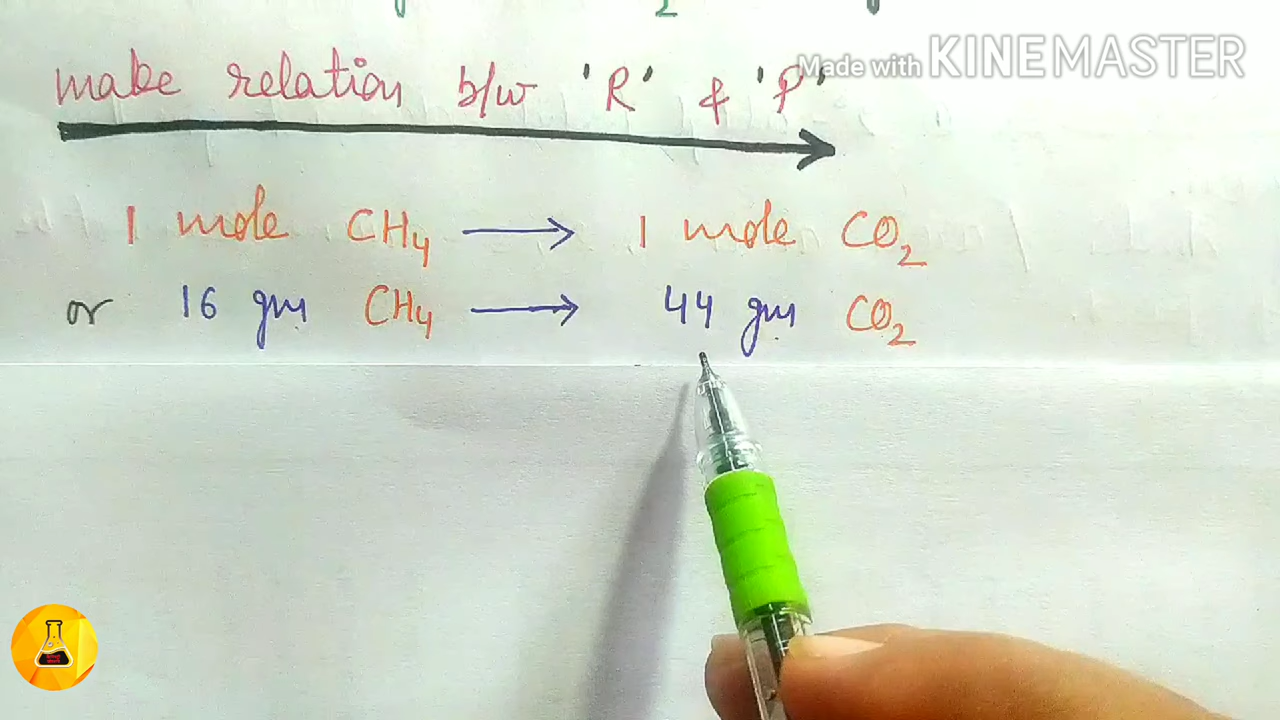 Made with KINEMASTER
make relation b/w 'R' & 'P'
1 mole CH4 → 1 mole CO2
or 16 gm CH4 → 44 gm CO2